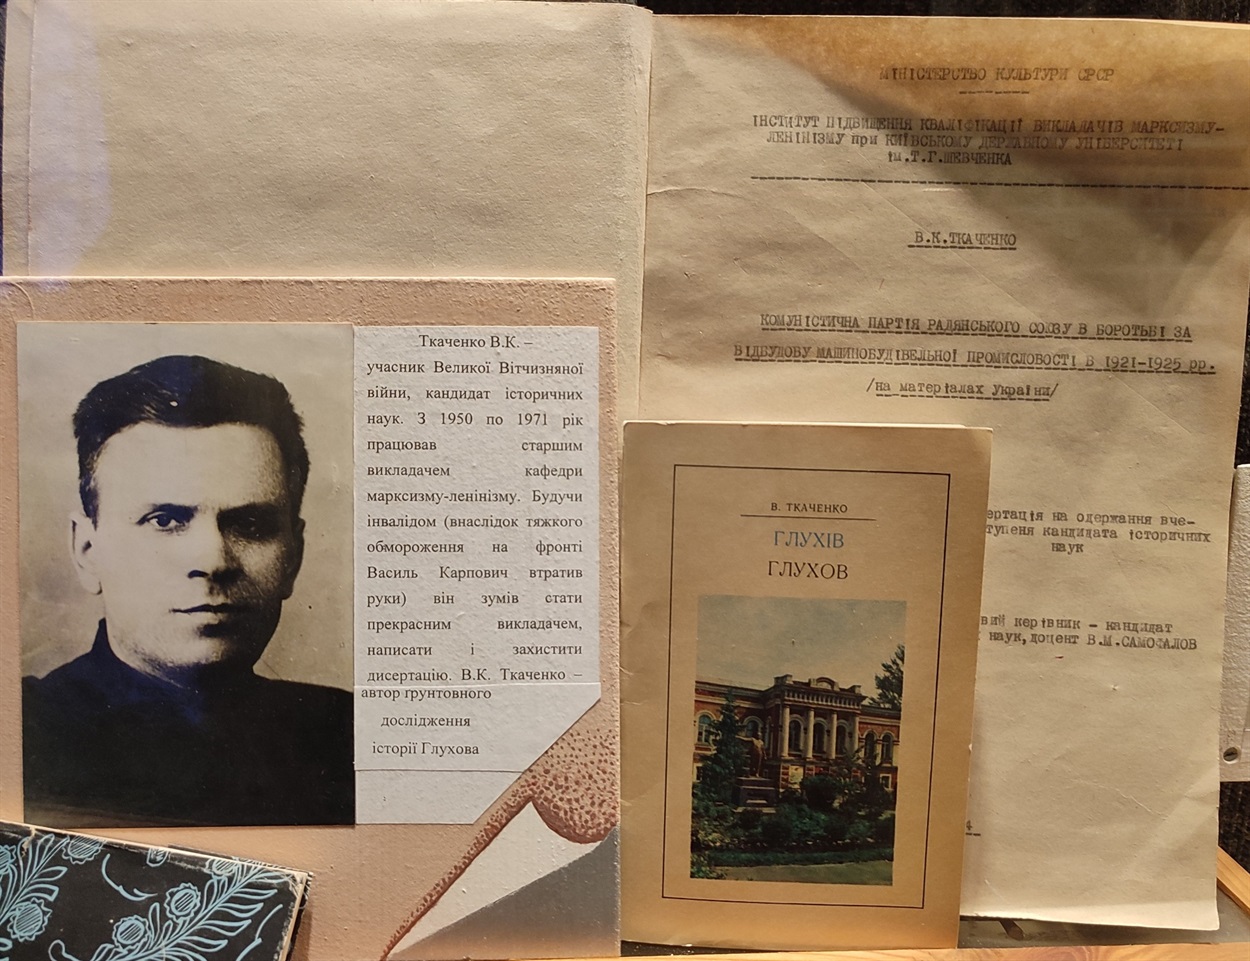 Ткаченко В.К. –
учасник Великої Вітчизняної
війни, кандидат історичних
наук. З 1950 по 1971 рік
працював старшим
викладачем кафедри
марксизму-ленінізму. Будучи
інвалідом (внаслідок тяжкого
обмороження на фронті
Василь Карпович втратив
руки) він зумів стати
прекрасним викладачем,
написати і захистити
дисертацію. В.К. Ткаченко –
автор ґрунтовного
дослідження
історії Глухова
В. ТКАЧЕНКО
ГЛУХІВ
ГЛУХОВ
МІНІСТЕРСТВО КУЛЬТУРИ СРСР
ІНСТИТУТ ПІДВИЩЕННЯ КВАЛІФІКАЦІЇ ВИКЛАДАЧІВ МАРКСИЗМУ-
ЛЕНІНІЗМУ при КИЇВСЬКОМУ ДЕРЖАВНОМУ УНІВЕРСИТЕТІ
ім.Т.Г.ШЕВЧЕНКА
В.К.ТКАЧЕНКО
КОМУНІСТИЧНА ПАРТІЯ РАДЯНСЬКОГО СОЮЗУ В БОРОТЬБІ ЗА
ВІДБУДОВУ МАШИНОБУДІВЕЛЬНОЇ ПРОМИСЛОВОСТІ В 1921-1925 рр.
/на матеріалах України/
ертація на одержання вче-
тупеня кандидата історичних
наук
вий керівник - кандидат
наук, доцент В.М.САМОФАЛОВ
4